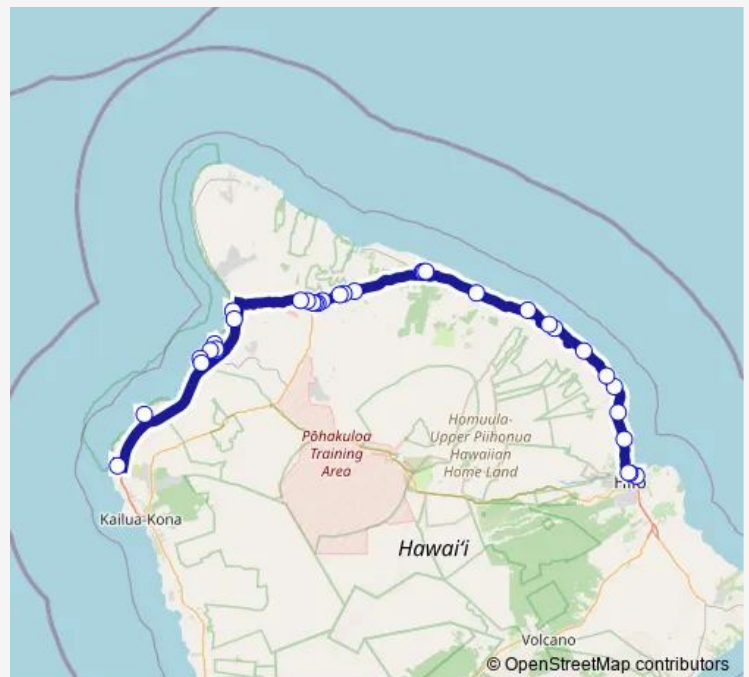 Homuula-
Upper Piihonua
Hawaiian
Home Land
Pōhakuloa
Training
Area
Hilo
Kailua-Kona
Hawaiʻi
Volcano
© OpenStreetMap contributors